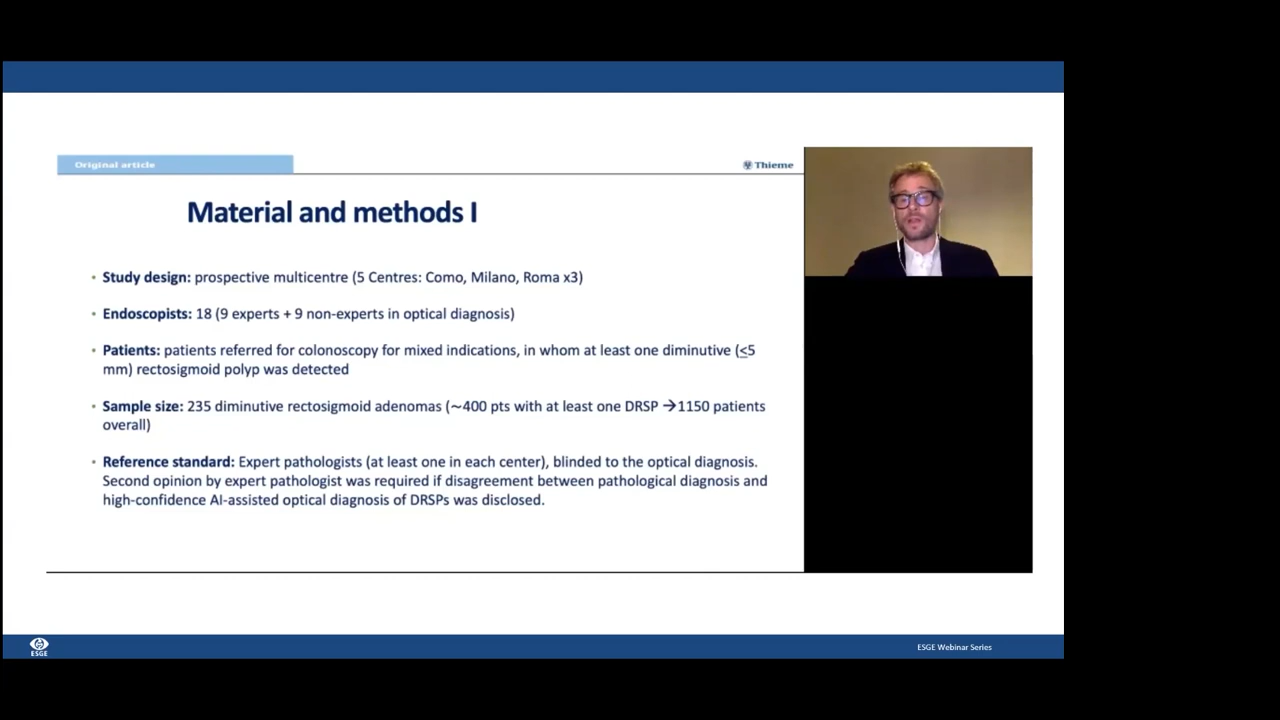 Original article
Thieme
Material and methods I
• Study design: prospective multicentre (5 Centres: Como, Milano, Roma x3)
• Endoscopists: 18 (9 experts + 9 non-experts in optical diagnosis)
• Patients: patients referred for colonoscopy for mixed indications, in whom at least one diminutive (≤5
mm) rectosigmoid polyp was detected
• Sample size: 235 diminutive rectosigmoid adenomas (~400 pts with at least one DRSP →1150 patients
overall)
• Reference standard: Expert pathologists (at least one in each center), blinded to the optical diagnosis.
Second opinion by expert pathologist was required if disagreement between pathological diagnosis and
high-confidence AI-assisted optical diagnosis of DRSPs was disclosed.
ESGE
ESGE Webinar Series